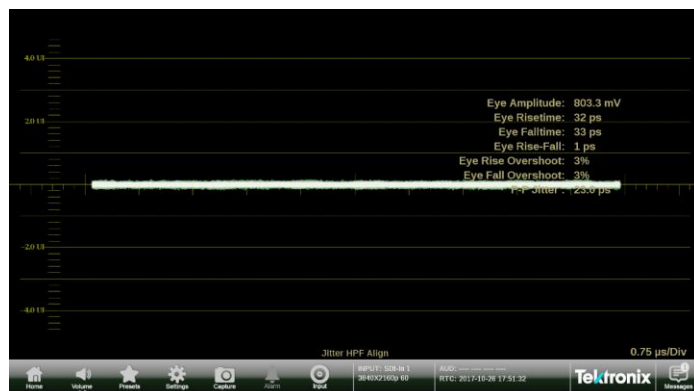 4.0 UI
2.0 UI
-2.0 UI
-4.0 UI
Eye Amplitude: 803.3 mV
Eye Risetime: 32 ps
Eye Falltime: 33 ps
Eye Rise-Fall: 1 ps
Eye Rise Overshoot: 3%
Eye Fall Overshoot: 3%
P-P Jitter : 23.0 ps
Jitter HPF Align
0.75 µs/Div
Home
Volume
Presets
Settings
Capture
Alarm
Input
INPUT: SDI-in 1
3840X2160p 60
AUD: ---- ---- ---- ----
RTC: 2017-10-26 17:51:32
Tektronix
Messages